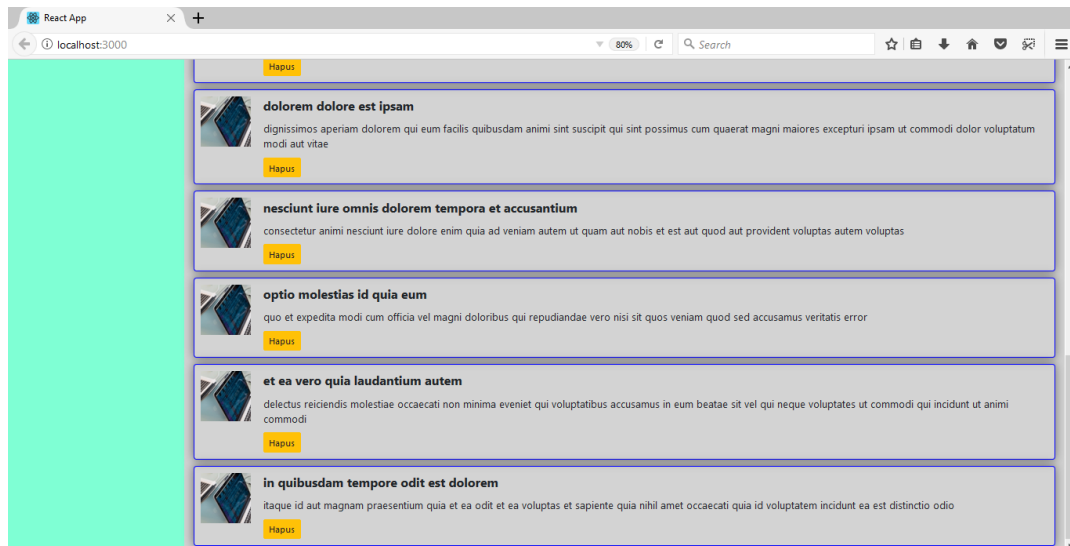 React App
localhost:3000
80%
Search
Hapus
dolorem dolore est ipsam
dignissimos aperiam dolorem qui eum facilis quibusdam animi sint suscipit qui sint possimus cum quaerat magni maiores excepturi ipsam ut commodi dolor voluptatum
modi aut vitae
Hapus
nesciunt iure omnis dolorem tempora et accusantium
consectetur animi nesciunt iure dolore enim quia ad veniam autem ut quam aut nobis et est aut quod aut provident voluptas autem voluptas
Hapus
optio molestias id quia eum
quo et expedita modi cum officia vel magni doloribus qui repudiandae vero nisi sit quos veniam quod sed accusamus veritatis error
Hapus
et ea vero quia laudantium autem
delectus reiciendis molestiae occaecati non minima eveniet qui voluptatibus accusamus in eum beatae sit vel qui neque voluptates ut commodi qui incidunt ut animi
commodi
Hapus
in quibusdam tempore odit est dolorem
itaque id aut magnam praesentium quia et ea odit et ea voluptas et sapiente quia nihil amet occaecati quia id voluptatem incidunt ea est distinctio odio
Hapus